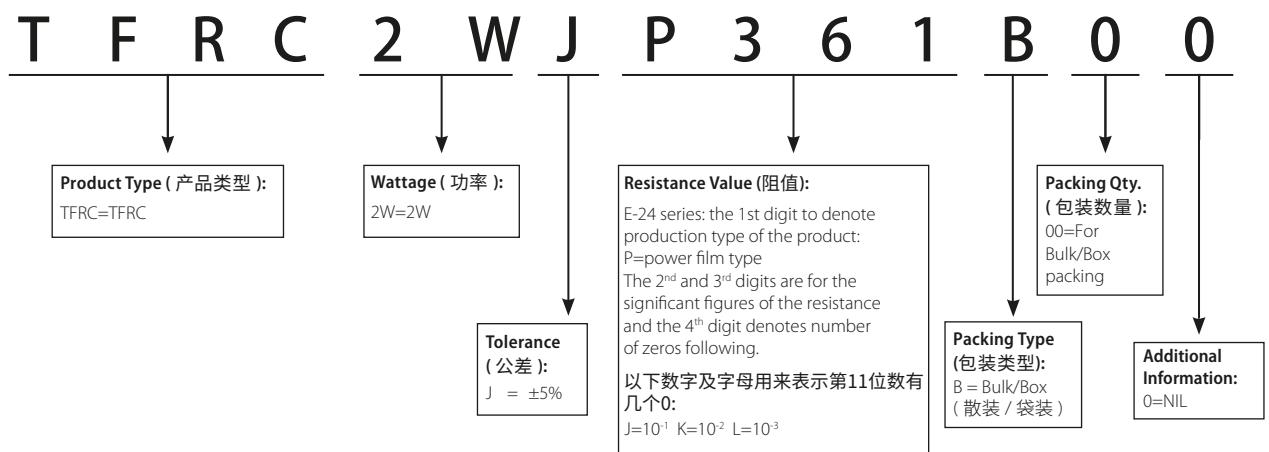 T F R C 2 W J P 3 6 1 B 0 0
Product Type ( 产品类型 ):
TFRC=TFRC
Wattage ( 功率 ):
2W=2W
Tolerance
( 公差 ):
J = ±5%
Resistance Value (阻值):
E-24 series: the 1st digit to denote
production type of the product:
P=power film type
The 2nd and 3rd digits are for the
significant figures of the resistance
and the 4th digit denotes number
of zeros following.
以下数字及字母用来表示第11位数有
几个0:
J=10-1 K=10-2 L=10-3
Packing Type
(包装类型):
B = Bulk/Box
( 散装 / 袋装 )
Packing Qty.
( 包装数量 ):
00=For
Bulk/Box
packing
Additional
Information:
0=NIL